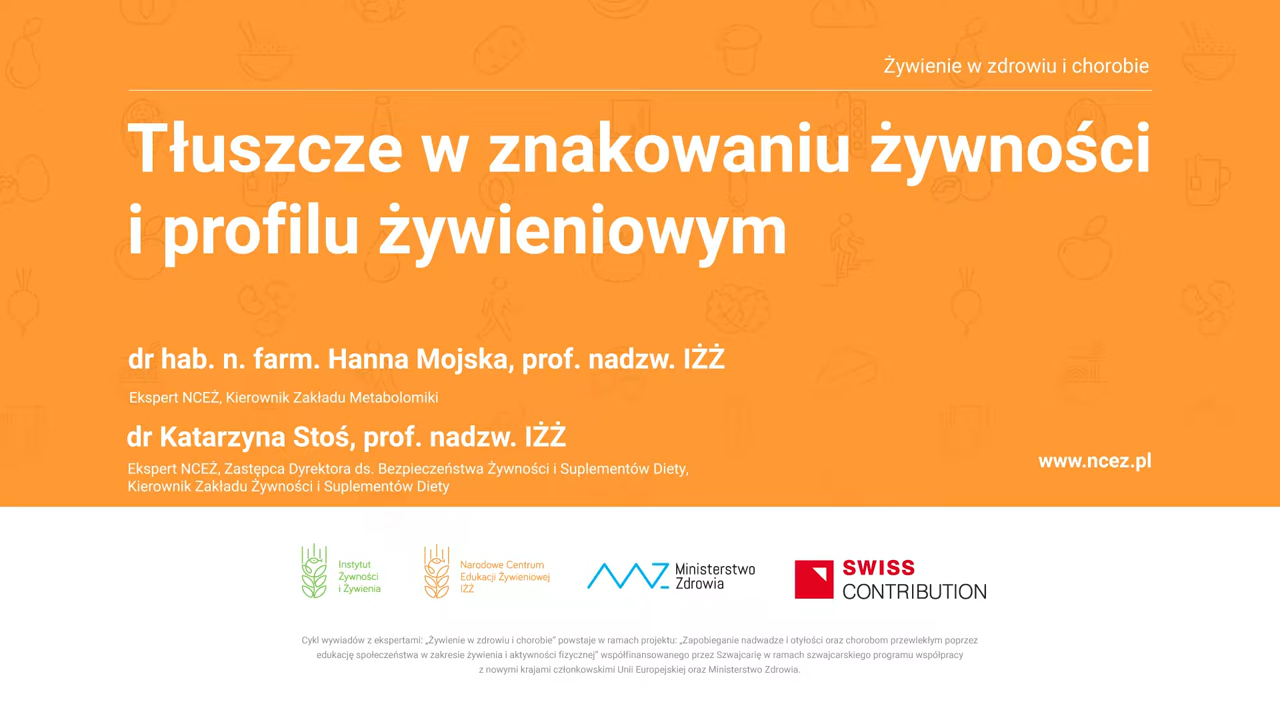 Żywienie w zdrowiu i chorobie
Tłuszcze w znakowaniu żywności
i profilu żywieniowym
dr hab. n. farm. Hanna Mojska, prof. nadzw. IŻŻ
Ekspert NCEŻ, Kierownik Zakładu Metabolomiki
dr Katarzyna Stoś, prof. nadzw. IŻŻ
Ekspert NCEŻ, Zastępca Dyrektora ds. Bezpieczeństwa Żywności i Suplementów Diety,
Kierownik Zakładu Żywności i Suplementów Diety
www.ncez.pl
Instytut
Żywności
i Żywienia
Narodowe Centrum
Edukacji Żywieniowej
IŻŻ
Ministerstwo
Zdrowia
SWISS
CONTRIBUTION
Cykl wywiadów z ekspertami: „Żywienie w zdrowiu i chorobie” powstaje w ramach projektu: „Zapobieganie nadwadze i otyłości oraz chorobom przewlekłym poprzez
edukację społeczeństwa w zakresie żywienia i aktywności fizycznej” współfinansowanego przez Szwajcarię w ramach szwajcarskiego programu współpracy
z nowymi krajami członkowskimi Unii Europejskiej oraz Ministerstwo Zdrowia.